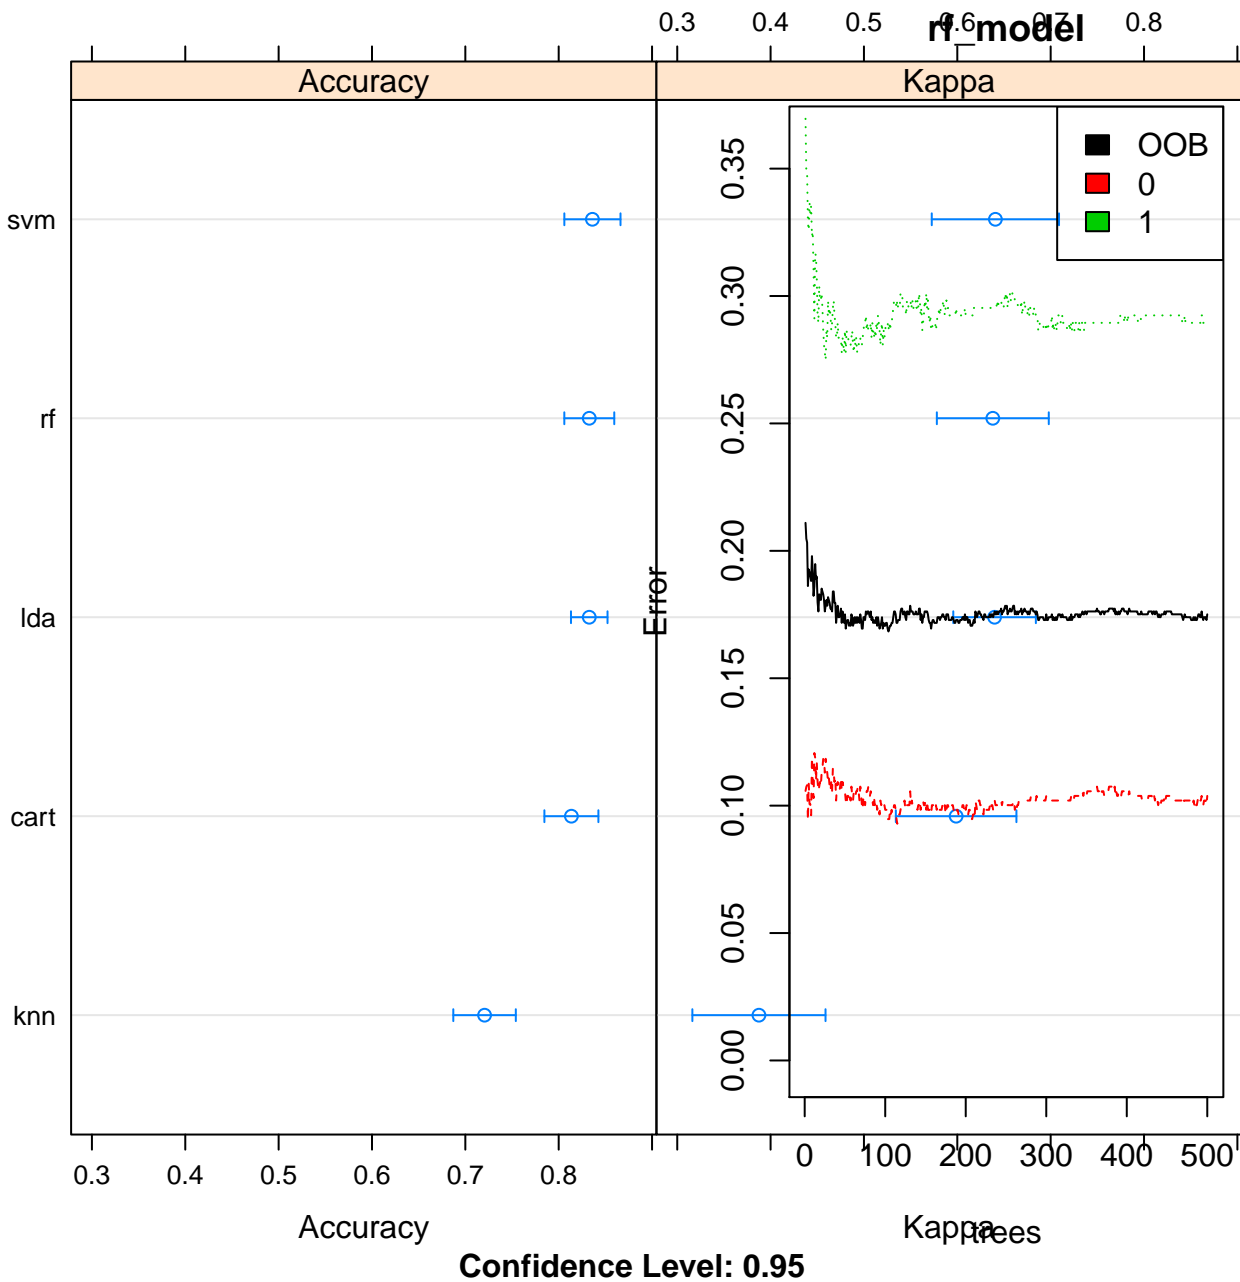 0.3 0.4 0.5 0.6 0.7 0.8
rf_model
Accuracy Kappa
OOB
0
1
svm
rf
lda
cart
knn
Error
0.35
0.30
0.25
0.20
0.15
0.10
0.05
0.00
0 100 200 300 400 500
0.3 0.4 0.5 0.6 0.7 0.8
Accuracy Kappa
trees
Confidence Level: 0.95